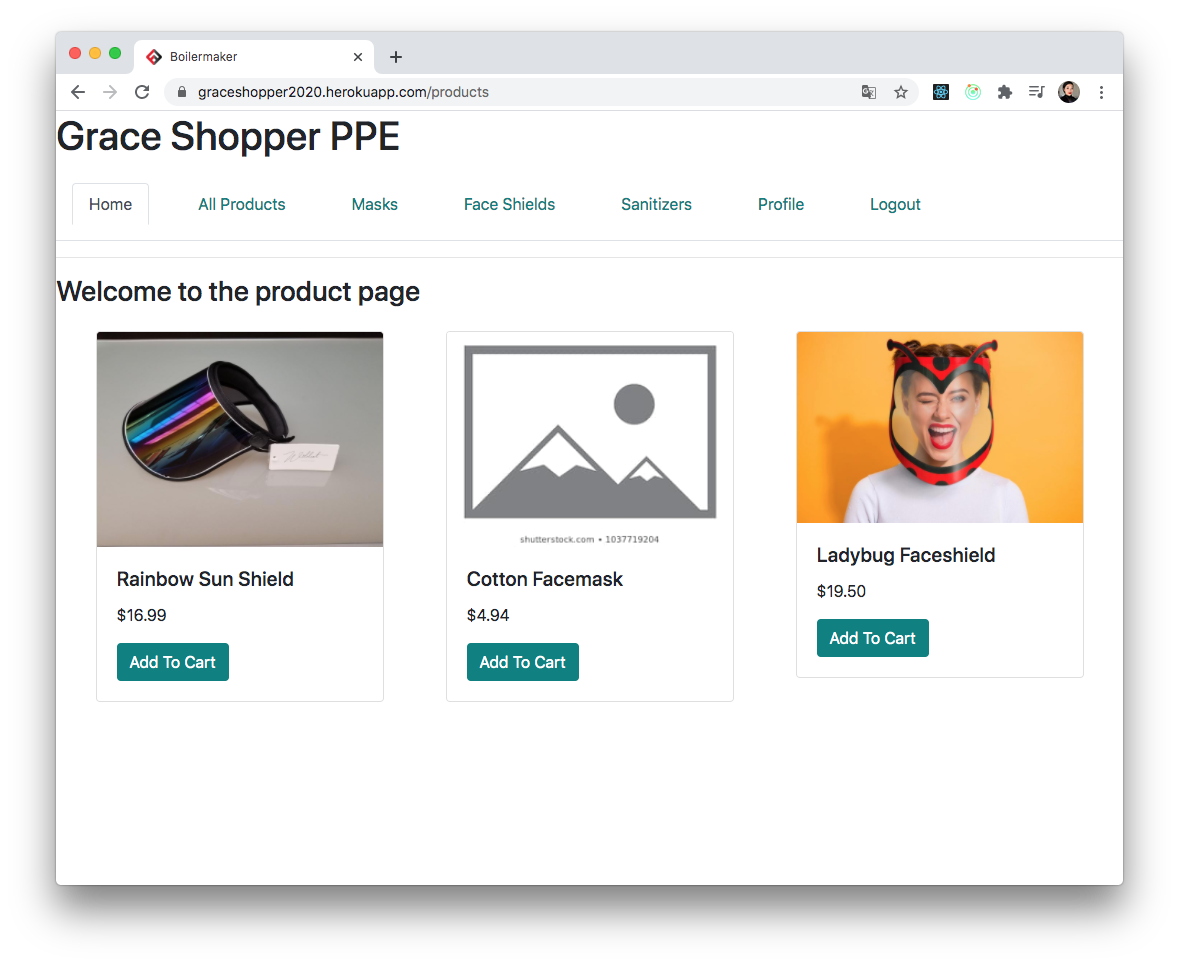 Boilermaker
graceshopper2020.herokuapp.com/products
Grace Shopper PPE
Home All Products Masks Face Shields Sanitizers Profile Logout
Welcome to the product page
shutterstock.com • 1037719204
Rainbow Sun Shield
$16.99
Add To Cart
Cotton Facemask
$4.94
Add To Cart
Ladybug Faceshield
$19.50
Add To Cart